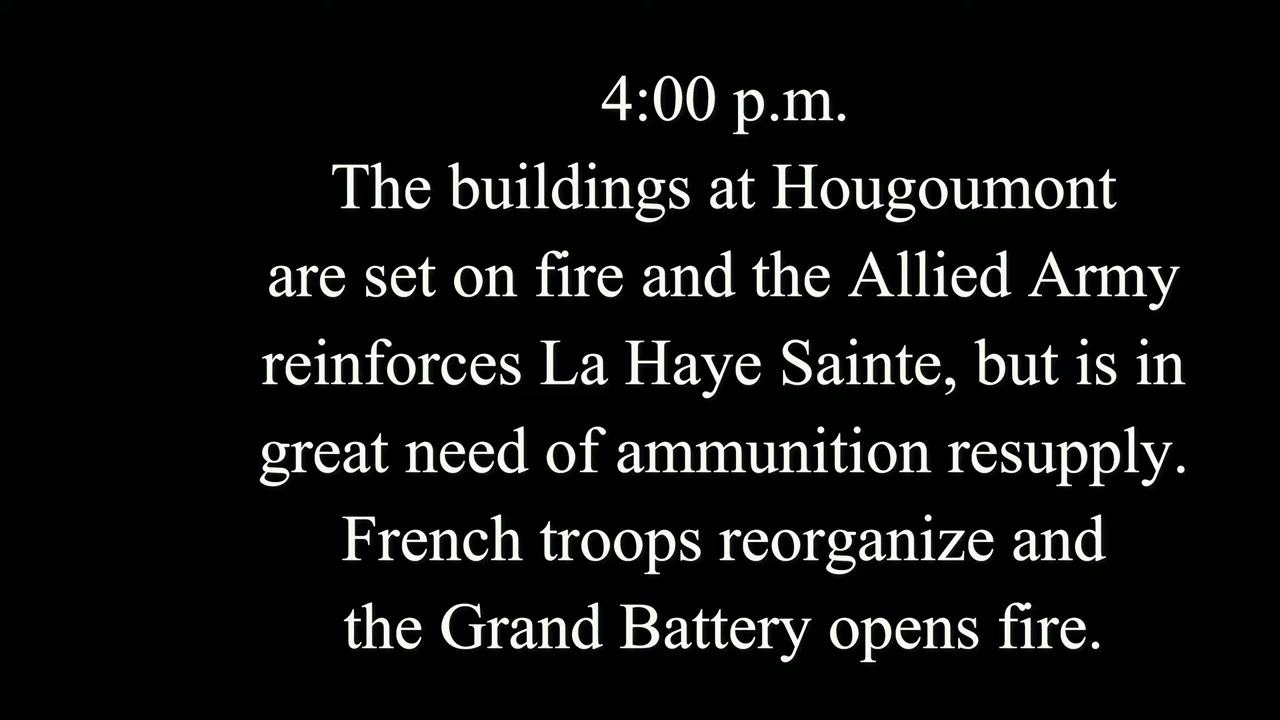 4:00 p.m.
The buildings at Hougoumont
are set on fire and the Allied Army
reinforces La Haye Sainte, but is in
great need of ammunition resupply.
French troops reorganize and
the Grand Battery opens fire.